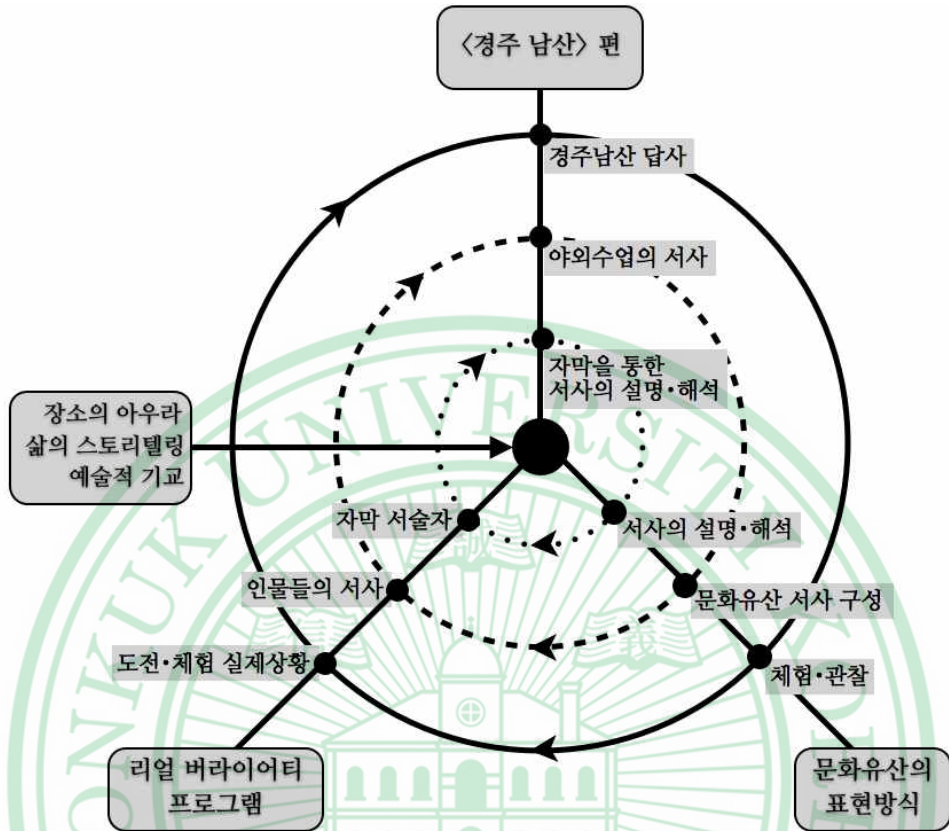 〈경주 남산〉 편
경주남산 답사
야외수업의 서사
자막을 통한
서사의 설명·해석
장소의 아우라
삶의 스토리텔링
예술적 기교
자막 서술자
서사의 설명·해석
인물들의 서사
문화유산 서사 구성
도전·체험 실제상황
체험·관찰
리얼 버라이어티
프로그램
문화유산의
표현방식